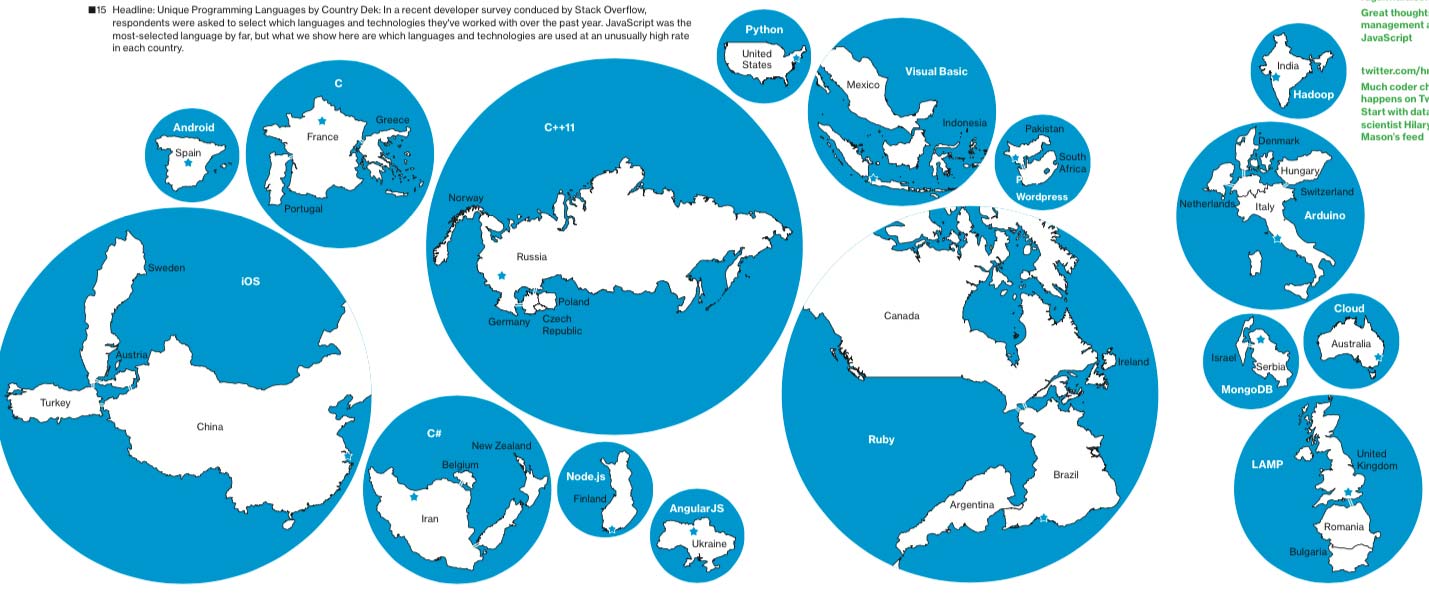 ■15 Headline: Unique Programming Languages by Country Dek: In a recent developer survey conducted by Stack Overflow,
respondents were asked to select which languages and technologies they've worked with over the past year. JavaScript was the
most-selected language by far, but what we show here are which languages and technologies are used at an unusually high rate
in each country.
Android
Spain
C
France
Greece
Portugal
C++11
Norway
Russia
Germany
Czech
Republic
Poland
Python
United
States
Visual Basic
Mexico
Indonesia
Pakistan
South
Africa
Wordpress
India
Hadoop
Great thought
management a
JavaScript
twitter.com/h
Much coder ch
happens on Tw
Start with data
scientist Hilary
Mason's feed
iOS
Sweden
Austria
Turkey
China
C#
New Zealand
Belgium
Iran
Node.js
Finland
AngularJS
Ukraine
Ruby
Canada
Ireland
Brazil
Argentina
Denmark
Hungary
Switzerland
Netherlands
Italy
Arduino
Israel
Serbia
MongoDB
Cloud
Australia
LAMP
United
Kingdom
Romania
Bulgaria